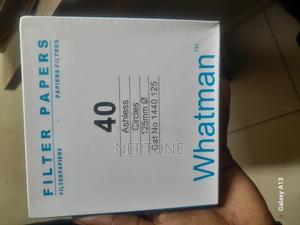 FILTER PAPERS
FILTERPAPIERE · PAPIERS FILTRES
40
Ashless
Circles
125mm Ø
Cat No 1440 125
Whatman™
NEPTUNE
Galaxy A13